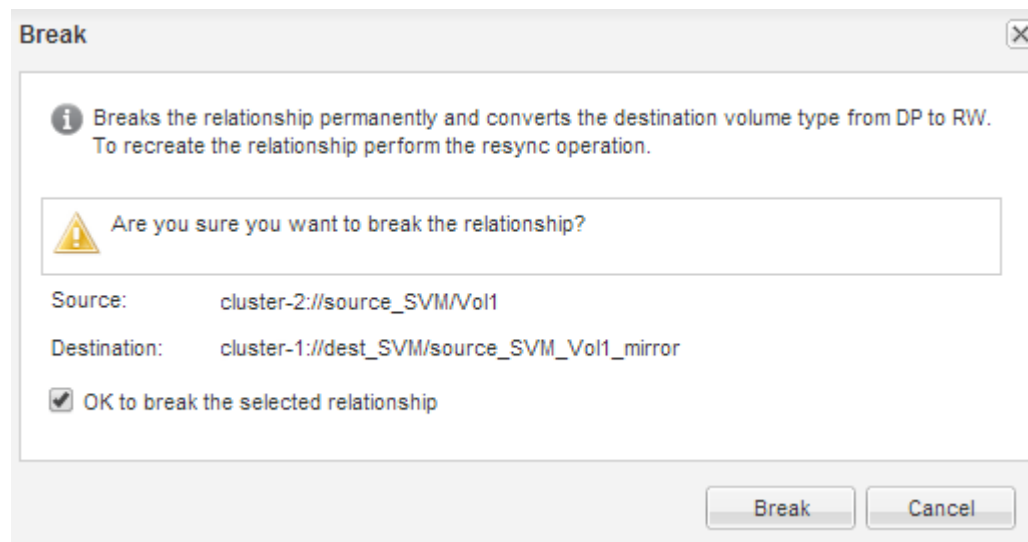 Break
Breaks the relationship permanently and converts the destination volume type from DP to RW.
To recreate the relationship perform the resync operation.
Are you sure you want to break the relationship?
Source: cluster-2://source_SVM/Vol1
Destination: cluster-1://dest_SVM/source_SVM_Vol1_mirror
OK to break the selected relationship
Break Cancel